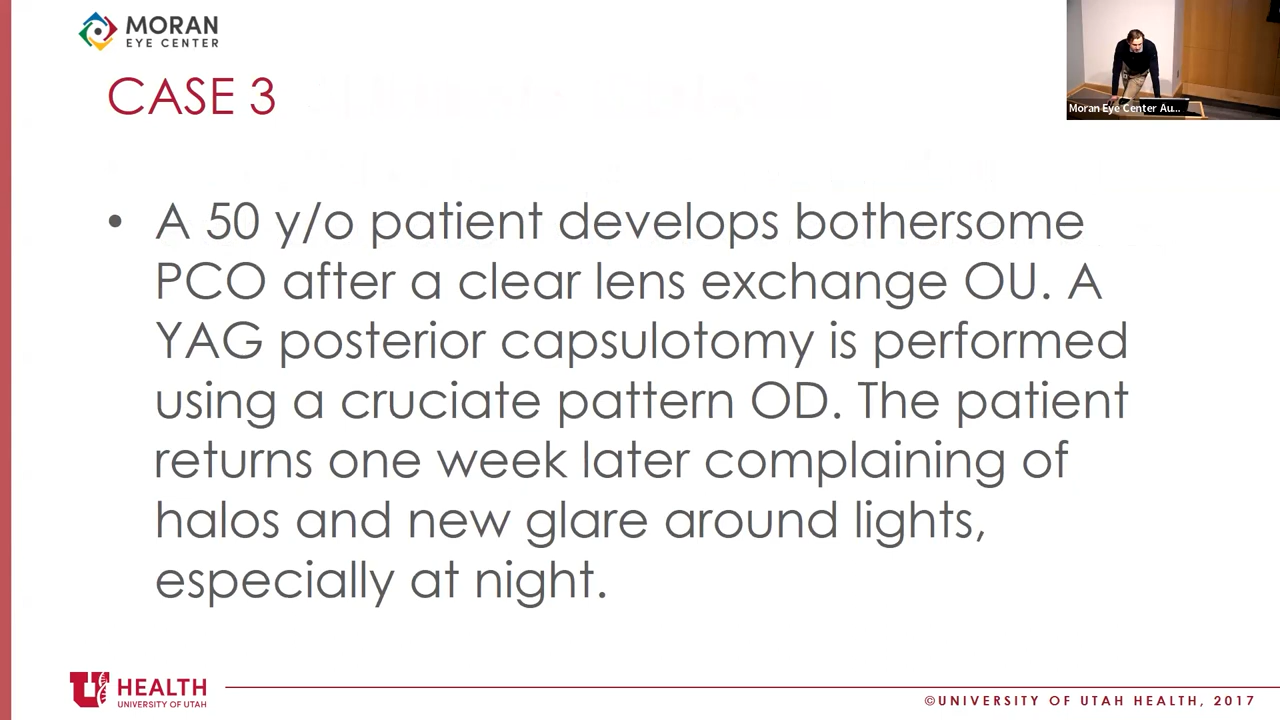 MORAN
EYE CENTER
CASE 3
Moran Eye Center Au...
• A 50 y/o patient develops bothersome
PCO after a clear lens exchange OU. A
YAG posterior capsulotomy is performed
using a cruciate pattern OD. The patient
returns one week later complaining of
halos and new glare around lights,
especially at night.
U HEALTH
UNIVERSITY OF UTAH
©UNIVERSITY OF UTAH HEALTH, 2017